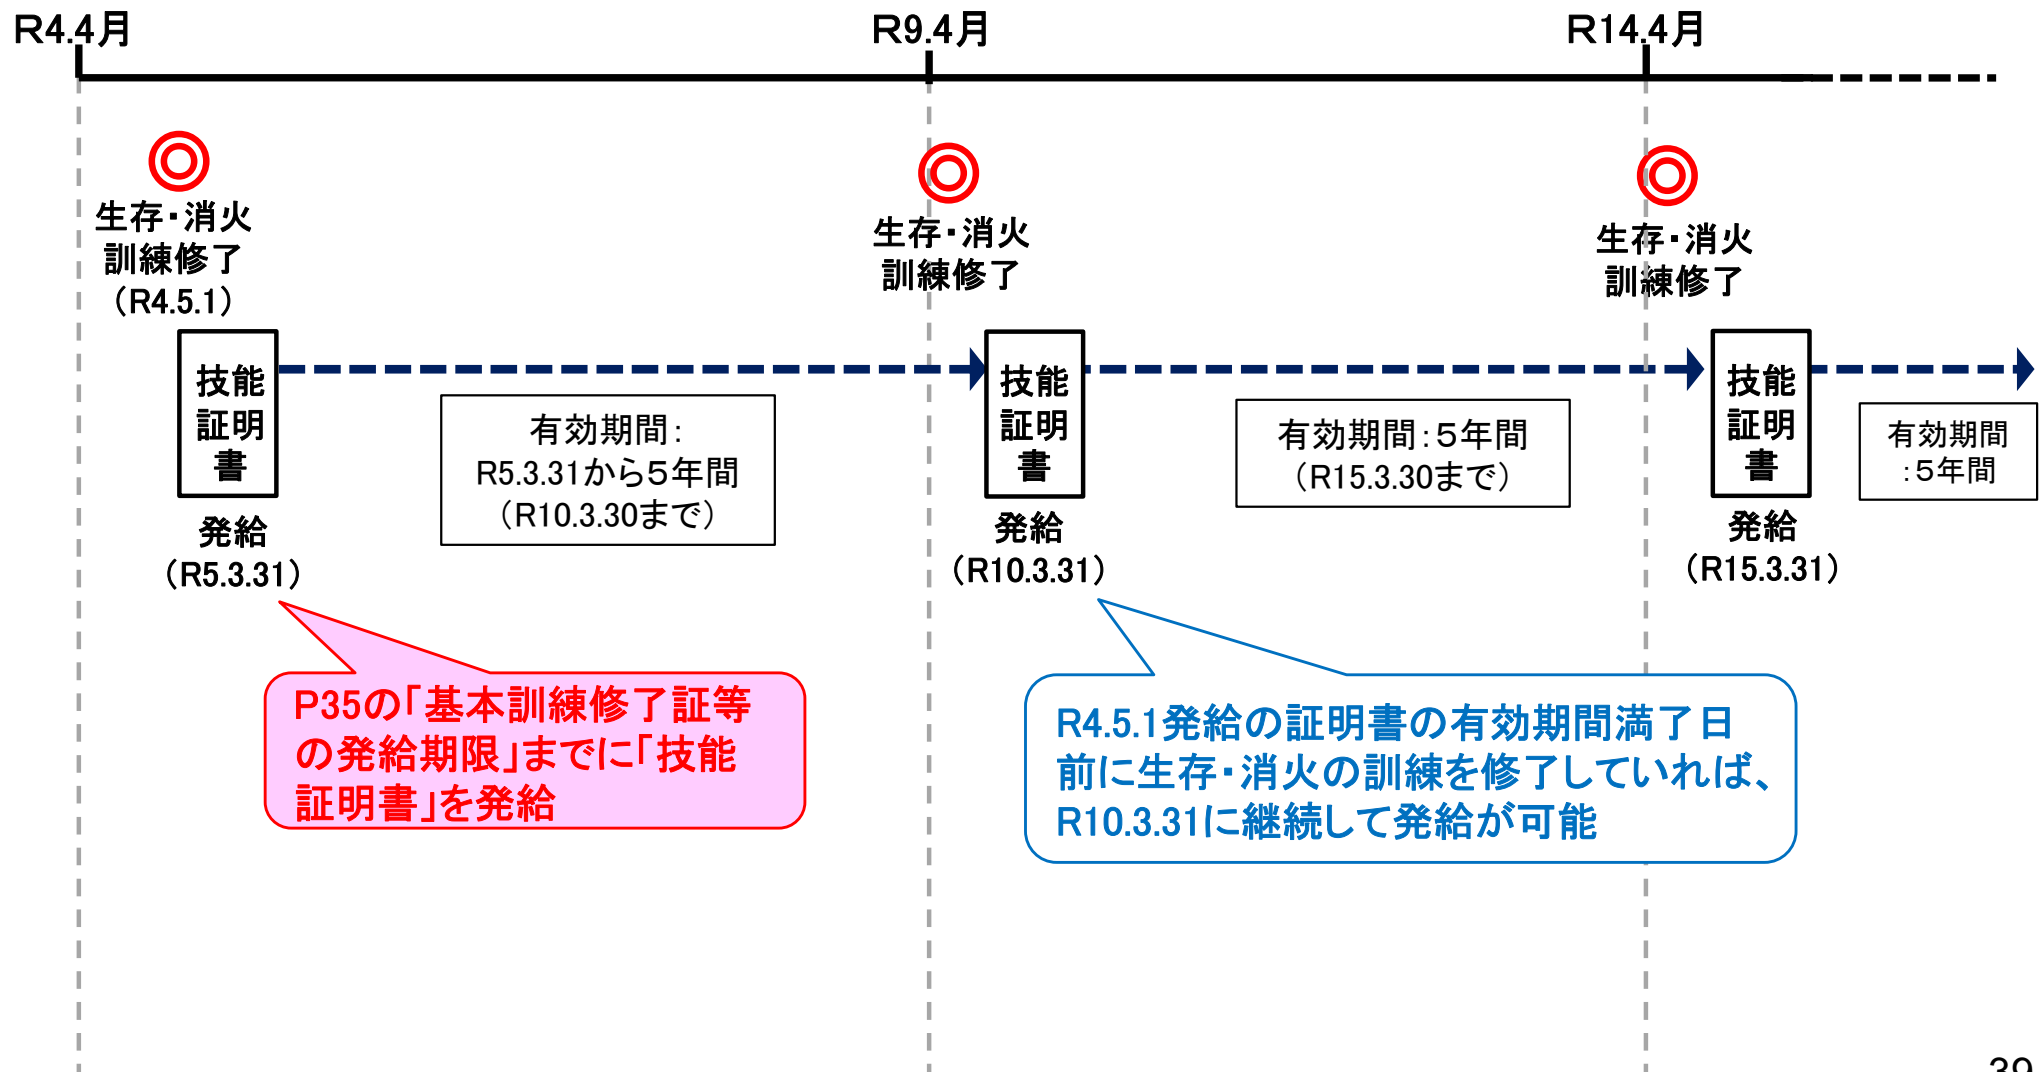 R4.4月
R9.4月
R14.4月
生存・消火
訓練修了
（R4.5.1）
生存・消火
訓練修了
生存・消火
訓練修了
技能
証明
書
発給
（R5.3.31）
有効期間：
R5.3.31から５年間
（R10.3.30まで）
技能
証明
書
発給
（R10.3.31）
有効期間：５年間
（R15.3.30まで）
技能
証明
書
発給
（R15.3.31）
有効期間
：５年間
P35の「基本訓練修了証等
の発給期限」までに「技能
証明書」を発給
R4.5.1発給の証明書の有効期間満了日
前に生存・消火の訓練を修了していれば、
R10.3.31に継続して発給が可能
39